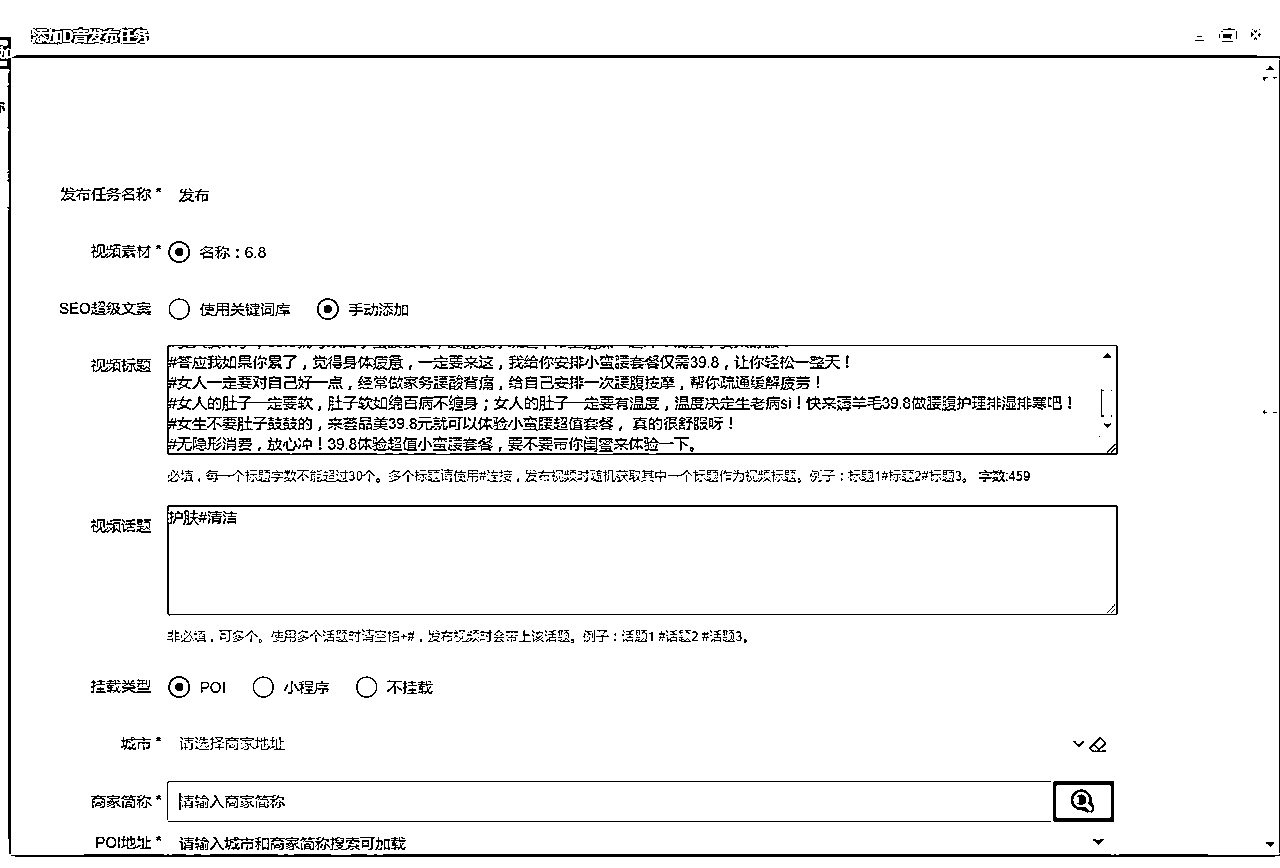 添加D音发布任务
发布任务名称 * 发布
视频素材 * 名称：6.8
SEO超级文案 使用关键词库 手动添加
视频标题
#答应我如果你累了，觉得身体疲惫，一定要来这，我给你安排小蛮腰套餐仅需39.8，让你轻松一整天！
#女人一定要对自己好一点，经常做家务腰酸背痛，给自己安排一次腰腹按摩，帮你疏通缓解疲劳！
#女人的肚子一定要软，肚子软如绵百病不缠身；女人的肚子一定要有温度，温度决定生老病si！快来薅羊毛39.8做腰腹护理排湿排寒吧！
#女生不要肚子鼓鼓的，来荟品美39.8元就可以体验小蛮腰超值套餐， 真的很舒服呀！
#无隐形消费，放心冲！39.8体验超值小蛮腰套餐，要不要带你闺蜜来体验一下。
必填，每一个标题字数不能超过30个。多个标题请使用#连接，发布视频时随机获取其中一个标题作为视频标题。例子：标题1#标题2#标题3。 字数:459
视频话题 护肤#清洁
非必填，可多个。使用多个话题时请空格+#，发布视频时会带上该话题。例子：话题1 #话题2 #话题3。
挂载类型 POI 小程序 不挂载
城市 * 请选择商家地址
商家简称 * 请输入商家简称
POI地址 * 请输入城市和商家简称搜索可加载